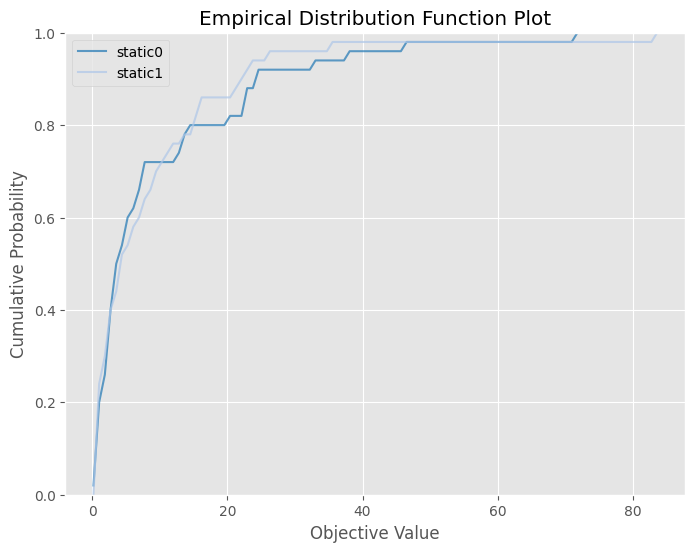 Empirical Distribution Function Plot
static0
static1
1.0
0.8
0.6
0.4
0.2
0.0
Cumulative Probability
0 20 40 60 80
Objective Value